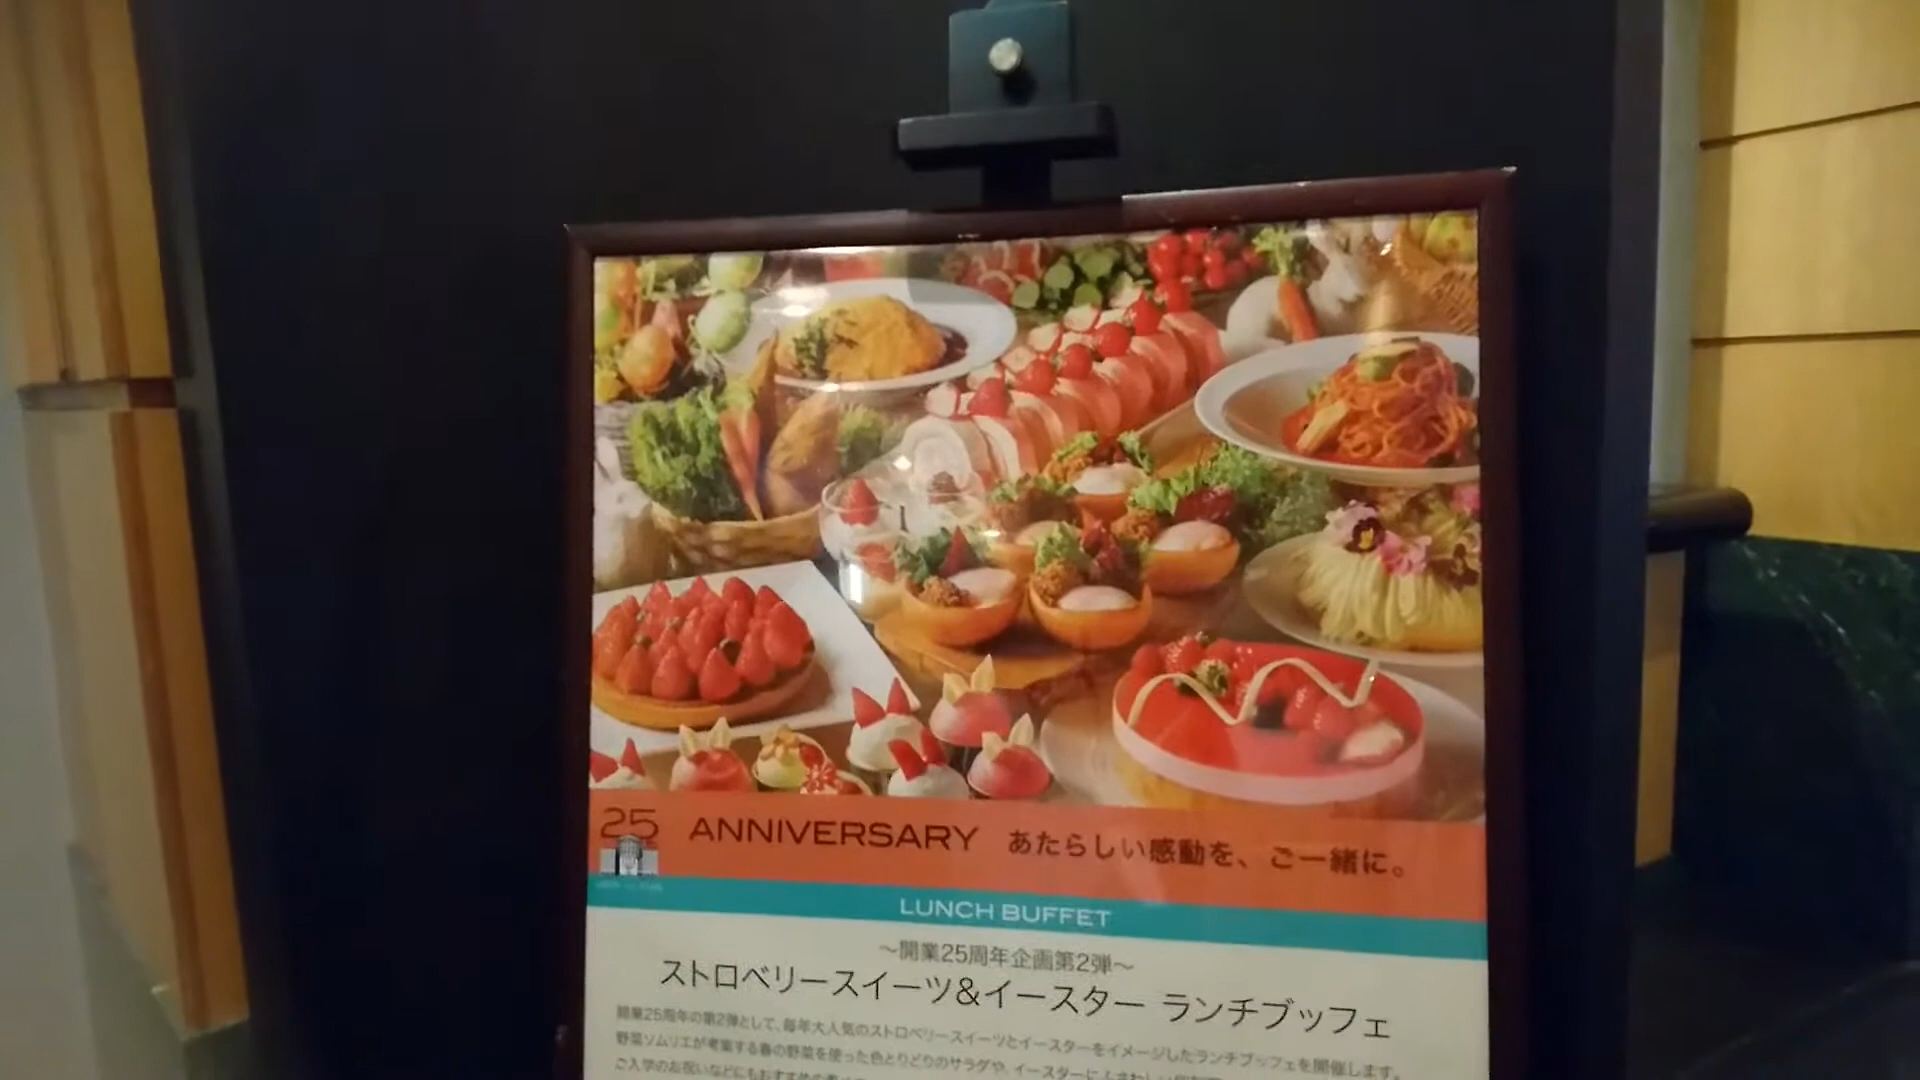 25 ANNIVERSARY あたらしい感動を、ご一緒に。
LUNCH BUFFET
～開業25周年企画第2弾～
ストロベリースイーツ&イースター ランチブッフェ
開業25周年の第2弾として、毎年大人気のストロベリースイーツとイースターをイメージしたランチブッフェを開催します。
野菜ソムリエが考案する春の野菜を使った色とりどりのサラダや、イースターにふさわしい
ご入学のお祝いなどにもおすすめ